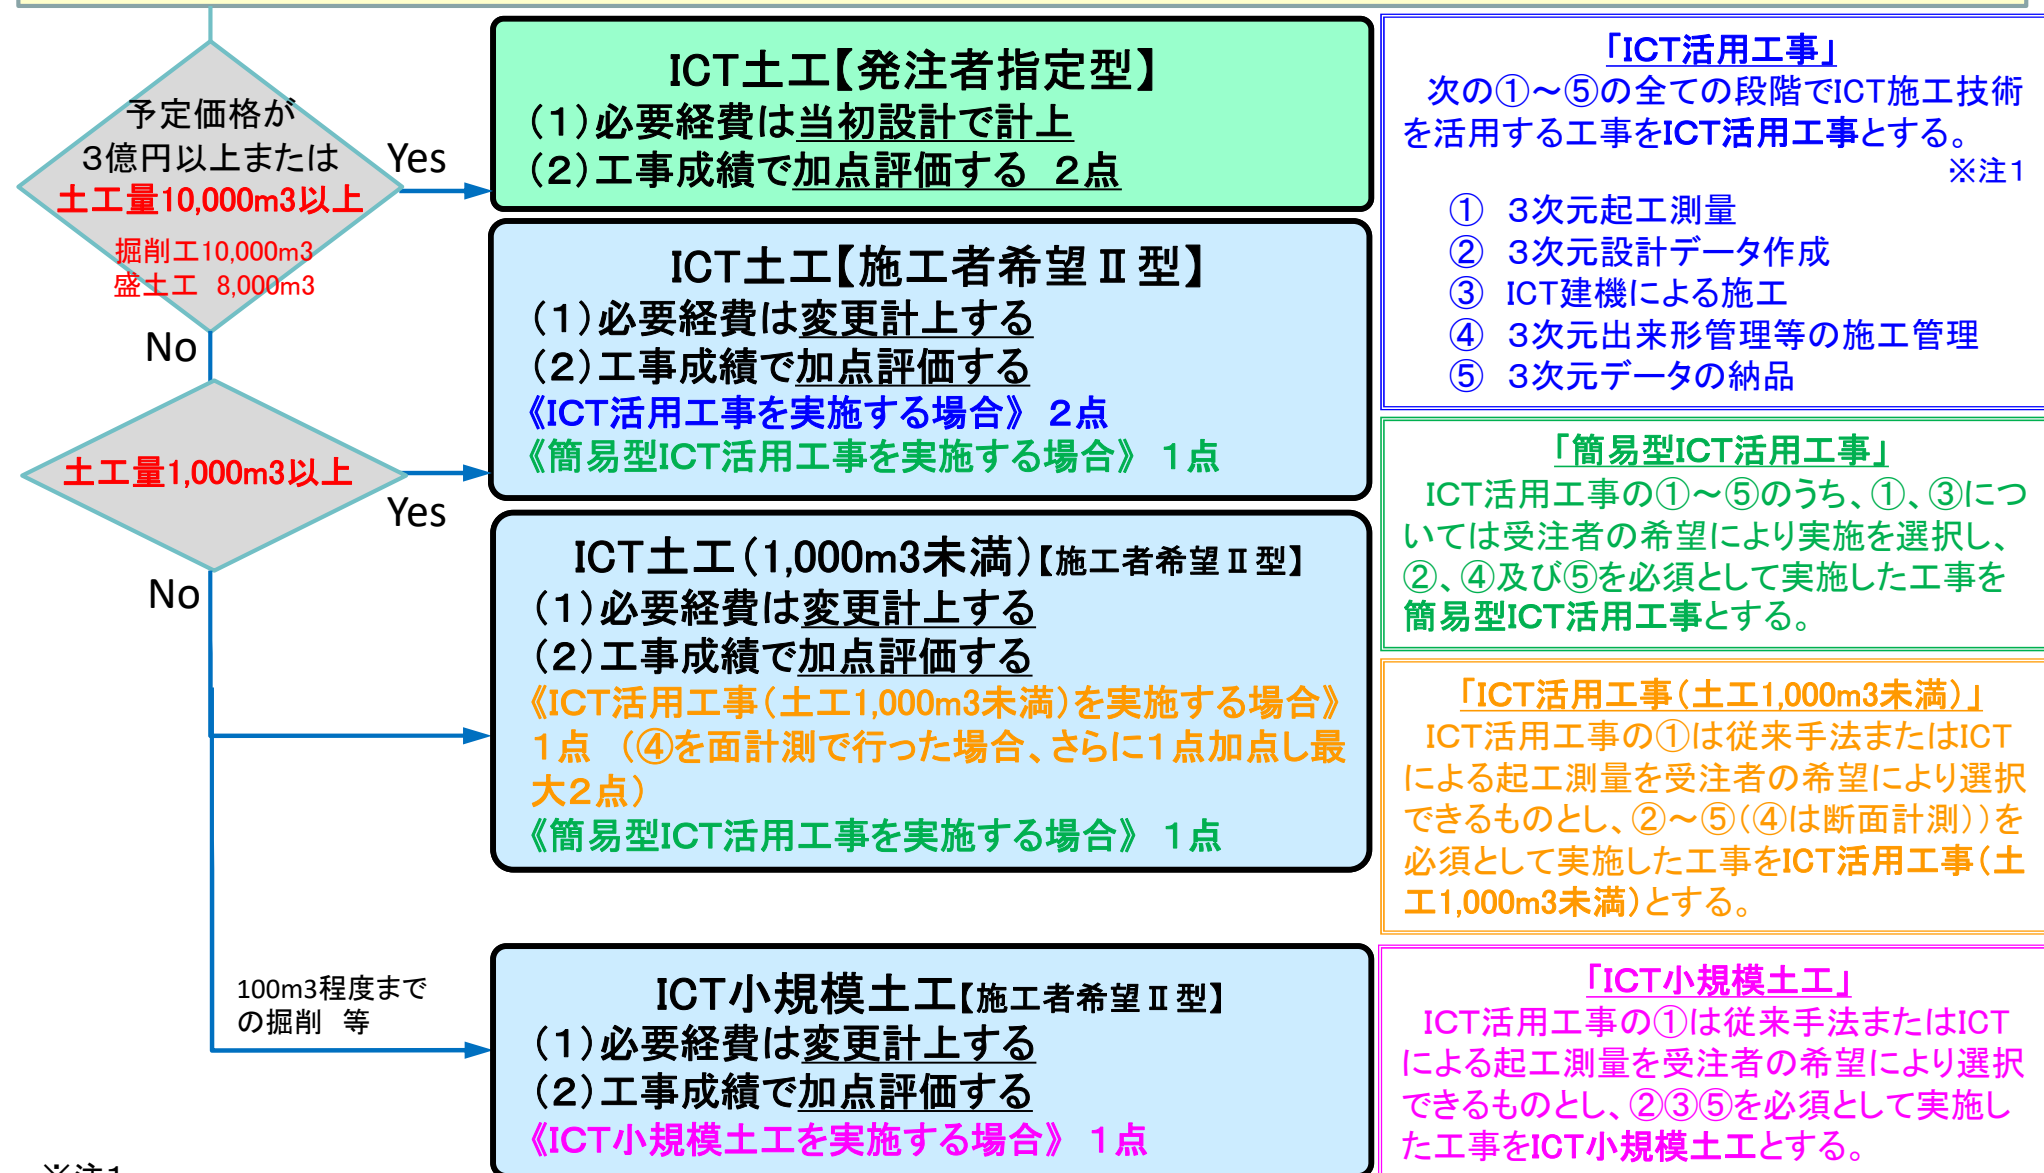 予定価格が
3億円以上または
土工量10,000m3以上
掘削工10,000m3
盛土工 8,000m3
Yes
No
土工量1,000m3以上
Yes
No
100m3程度まで
の掘削 等
ICT土工【発注者指定型】
(1)必要経費は当初設計で計上
(2)工事成績で加点評価する 2点
ICT土工【施工者希望Ⅱ型】
(1)必要経費は変更計上する
(2)工事成績で加点評価する
《ICT活用工事を実施する場合》 2点
《簡易型ICT活用工事を実施する場合》 1点
ICT土工(1,000m3未満)【施工者希望Ⅱ型】
(1)必要経費は変更計上する
(2)工事成績で加点評価する
《ICT活用工事(土工1,000m3未満)を実施する場合》
1点 (④を面計測で行った場合、さらに1点加点し最
大2点)
《簡易型ICT活用工事を実施する場合》 1点
ICT小規模土工【施工者希望Ⅱ型】
(1)必要経費は変更計上する
(2)工事成績で加点評価する
《ICT小規模土工を実施する場合》 1点
「ICT活用工事」
次の①~⑤の全ての段階でICT施工技術
を活用する工事をICT活用工事とする。
※注1
① 3次元起工測量
② 3次元設計データ作成
③ ICT建機による施工
④ 3次元出来形管理等の施工管理
⑤ 3次元データの納品
「簡易型ICT活用工事」
ICT活用工事の①~⑤のうち、①、③につ
いては受注者の希望により実施を選択し、
②、④及び⑤を必須として実施した工事を
簡易型ICT活用工事とする。
「ICT活用工事(土工1,000m3未満)」
ICT活用工事の①は従来手法またはICT
による起工測量を受注者の希望により選択
できるものとし、②~⑤(④は断面計測))を
必須として実施した工事をICT活用工事(土
工1,000m3未満)とする。
「ICT小規模土工」
ICT活用工事の①は従来手法またはICT
による起工測量を受注者の希望により選択
できるものとし、②③⑤を必須として実施し
た工事をICT小規模土工とする。
※注1